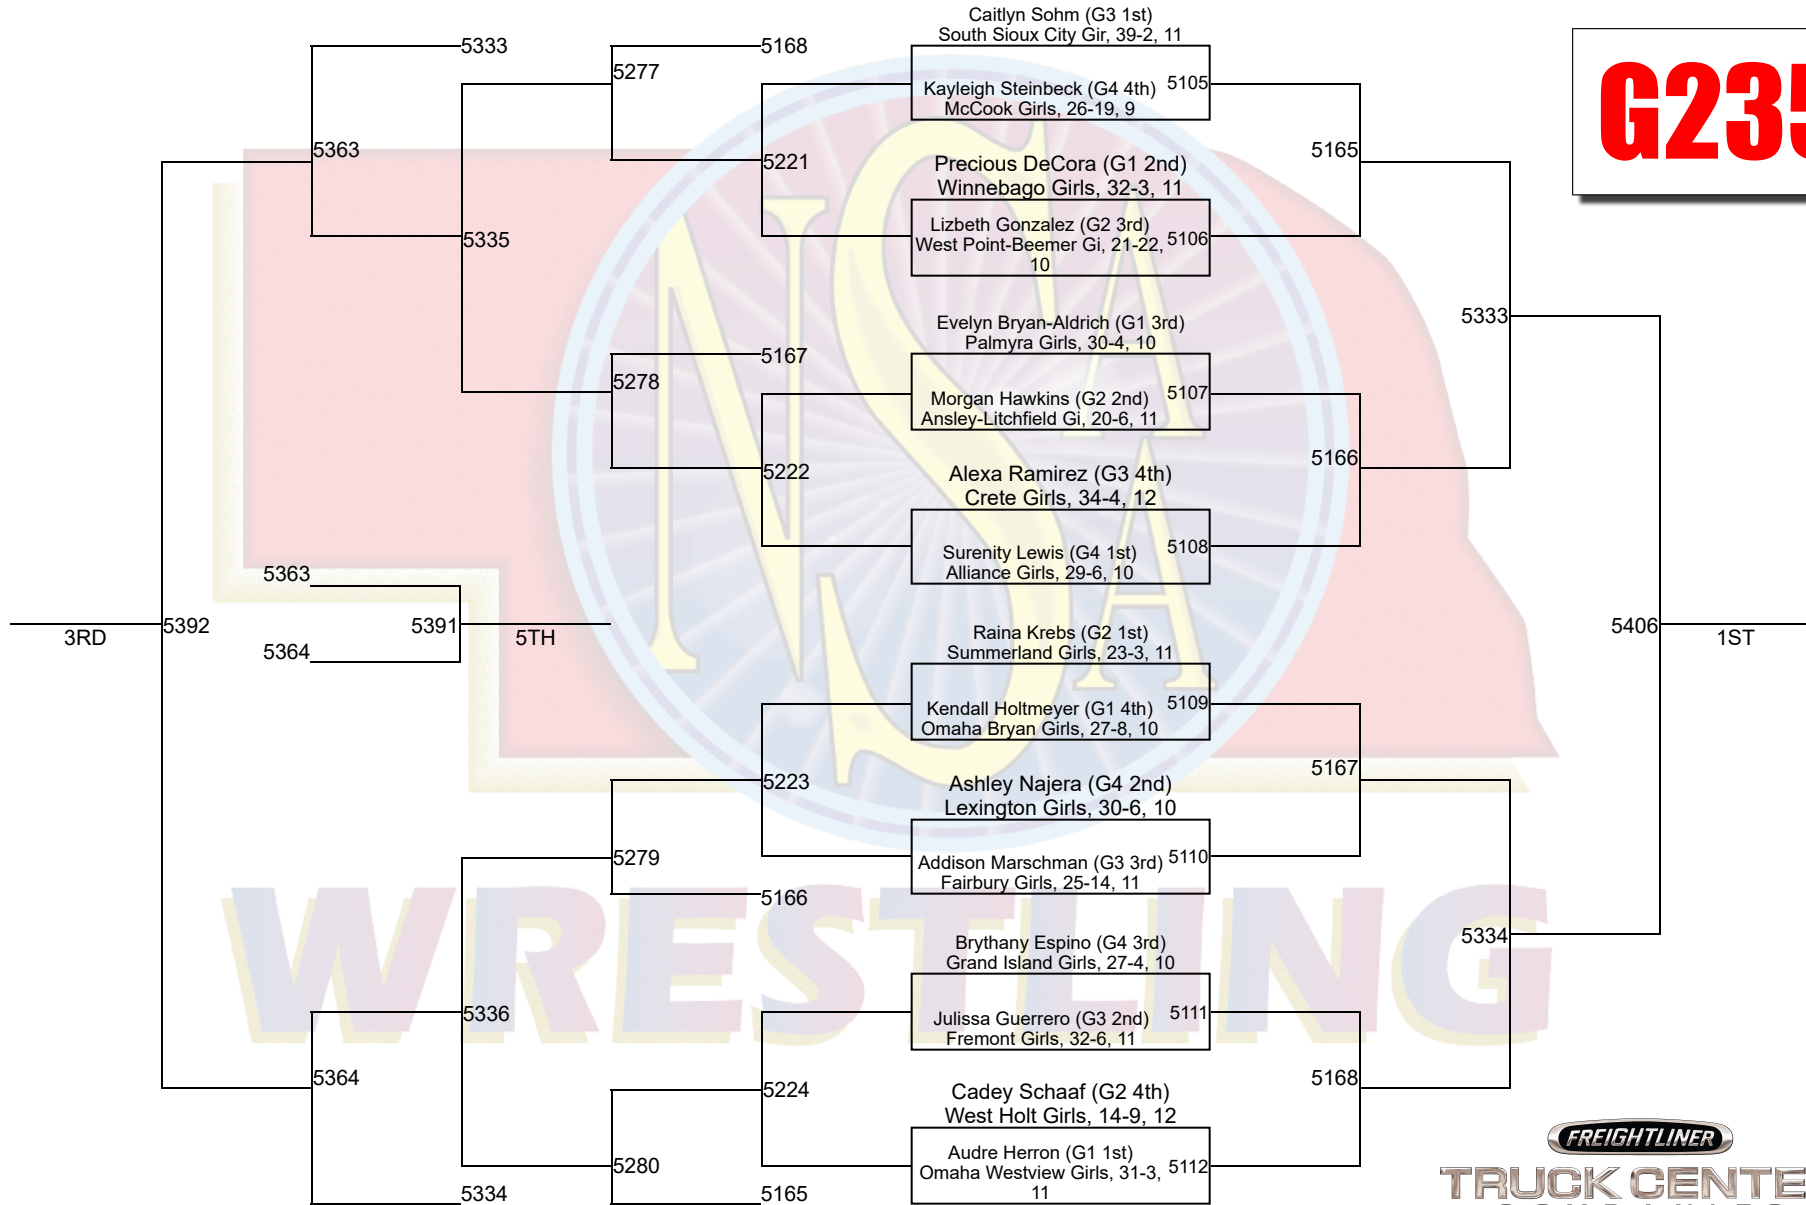 Caitlyn Sohm (G3 1st)
South Sioux City Gir, 39-2, 11
G235
5333
5168
5277
Kayleigh Steinbeck (G4 4th)
McCook Girls, 26-19, 9
5105
5363
5221
Precious DeCora (G1 2nd)
Winnebago Girls, 32-3, 11
5165
5335
Lizbeth Gonzalez (G2 3rd)
West Point-Beemer Gi, 21-22,
10
5106
Evelyn Bryan-Aldrich (G1 3rd)
Palmyra Girls, 30-4, 10
5333
5167
5278
Morgan Hawkins (G2 2nd)
Ansley-Litchfield Gi, 20-6, 11
5107
5222
Alexa Ramirez (G3 4th)
Crete Girls, 34-4, 12
5166
Surenity Lewis (G4 1st)
Alliance Girls, 29-6, 10
5108
5363
3RD
5392
5391
5TH
5364
Raina Krebs (G2 1st)
Summerland Girls, 23-3, 11
5406
1ST
Kendall Holtmeyer (G1 4th)
Omaha Bryan Girls, 27-8, 10
5109
5223
Ashley Najera (G4 2nd)
Lexington Girls, 30-6, 10
5167
5279
Addison Marschman (G3 3rd)
Fairbury Girls, 25-14, 11
5110
5166
Brythany Espino (G4 3rd)
Grand Island Girls, 27-4, 10
5334
5336
Julissa Guerrero (G3 2nd)
Fremont Girls, 32-6, 11
5111
5364
5224
Cadey Schaaf (G2 4th)
West Holt Girls, 14-9, 12
5168
5280
Audre Herron (G1 1st)
Omaha Westview Girls, 31-3,
11
5112
5334
5165
NSAA
WRESTLING
FREIGHTLINER
TRUCK CENTE